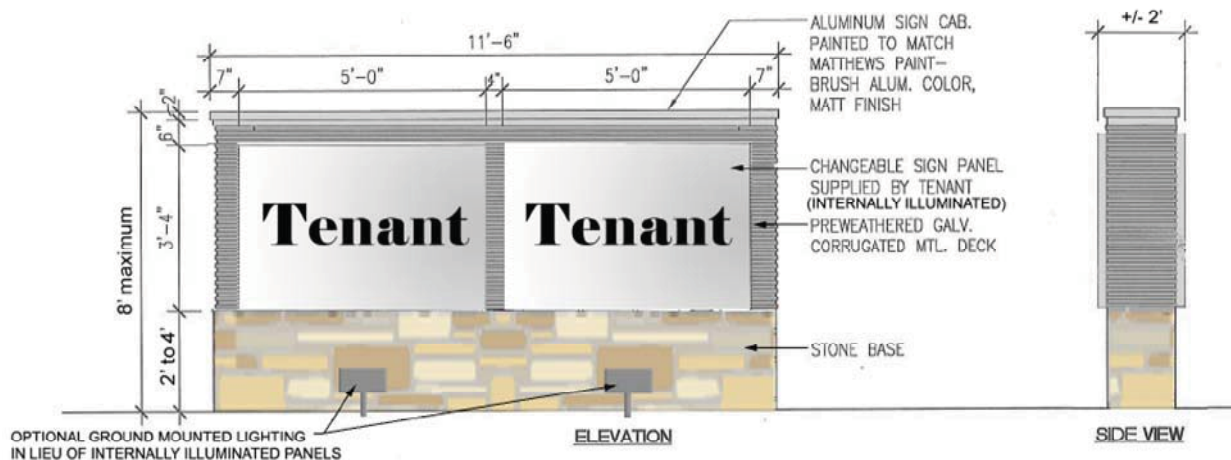 ALUMINUM SIGN CAB.
PAINTED TO MATCH
MATTHEWS PAINT-
BRUSH ALUM. COLOR,
MATT FINISH
+/- 2'
11'-6"
7"
5'-0"
4"
5'-0"
7"
2"
6"
3'-4"
8' maximum
2' to 4'
Tenant
Tenant
CHANGEABLE SIGN PANEL
SUPPLIED BY TENANT
(INTERNALLY ILLUMINATED)
PREWEATHERED GALV.
CORRUGATED MTL. DECK
STONE BASE
OPTIONAL GROUND MOUNTED LIGHTING
IN LIEU OF INTERNALLY ILLUMINATED PANELS
ELEVATION
SIDE VIEW